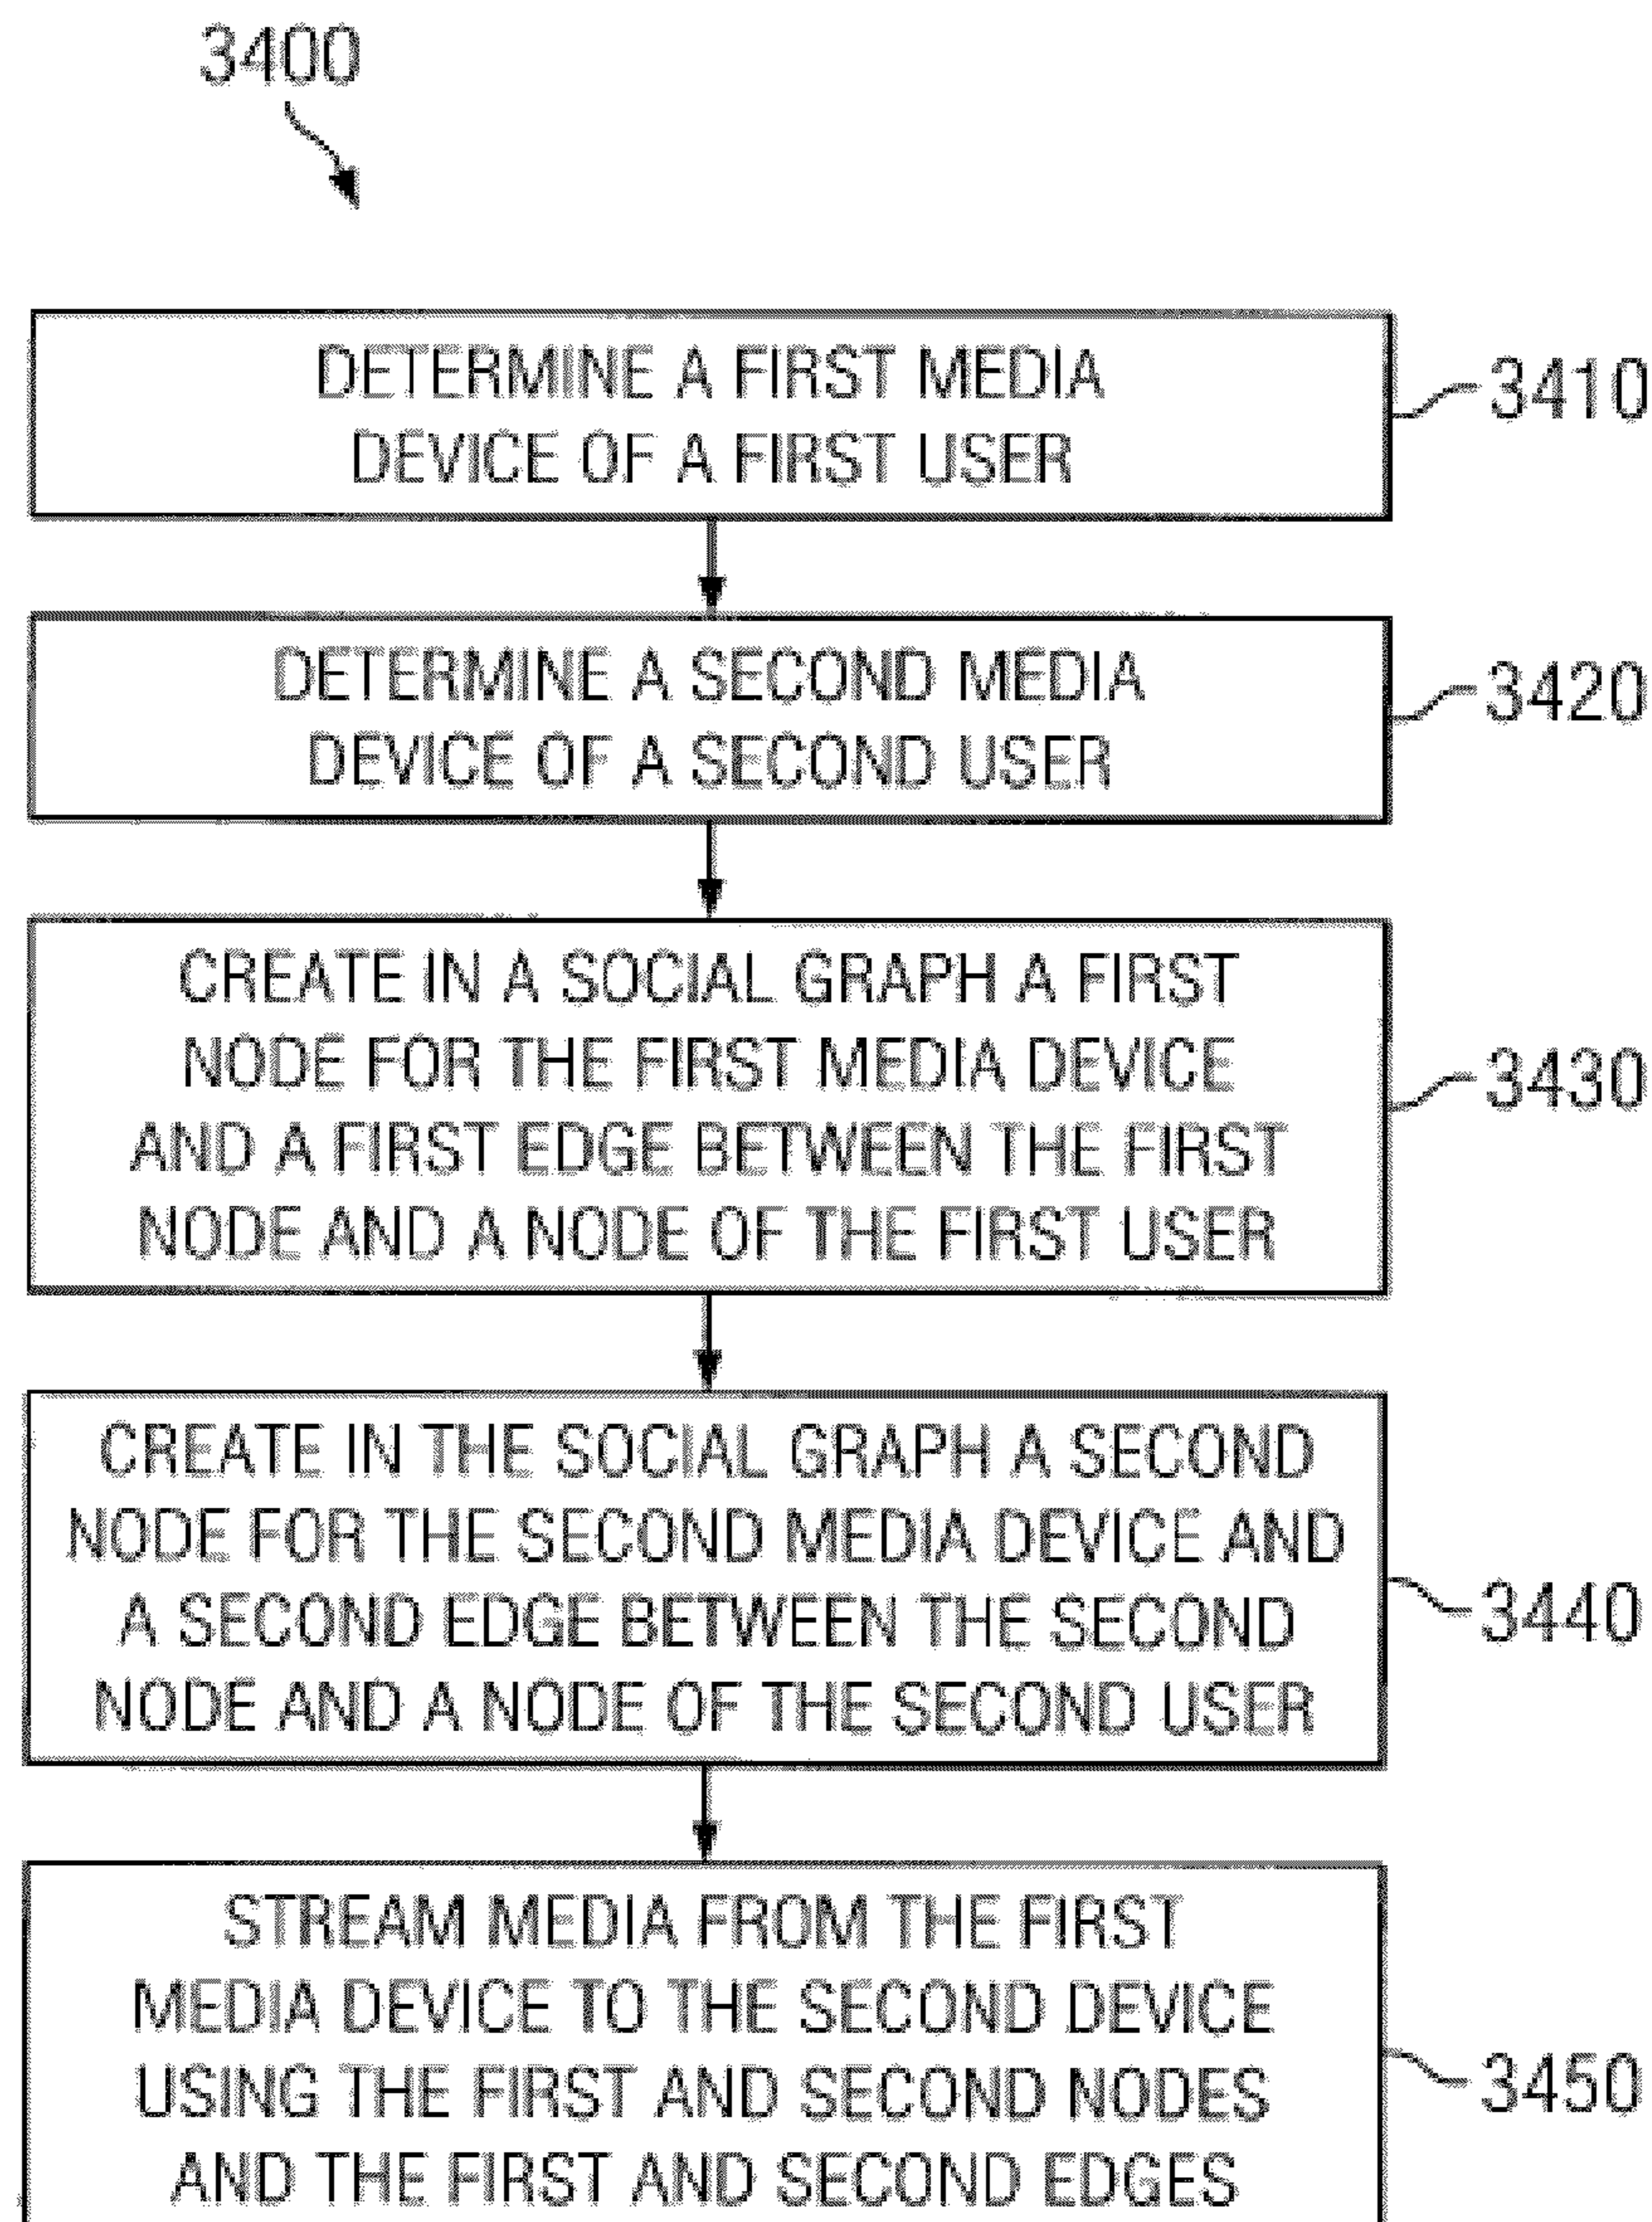 3400
DETERMINE A FIRST MEDIA
DEVICE OF A FIRST USER
3410
DETERMINE A SECOND MEDIA
DEVICE OF A SECOND USER
3420
CREATE IN A SOCIAL GRAPH A FIRST
NODE FOR THE FIRST MEDIA DEVICE
AND A FIRST EDGE BETWEEN THE FIRST
NODE AND A NODE OF THE FIRST USER
3430
CREATE IN THE SOCIAL GRAPH A SECOND
NODE FOR THE SECOND MEDIA DEVICE AND
A SECOND EDGE BETWEEN THE SECOND
NODE AND A NODE OF THE SECOND USER
3440
STREAM MEDIA FROM THE FIRST
MEDIA DEVICE TO THE SECOND DEVICE
USING THE FIRST AND SECOND NODES
AND THE FIRST AND SECOND EDGES
3450